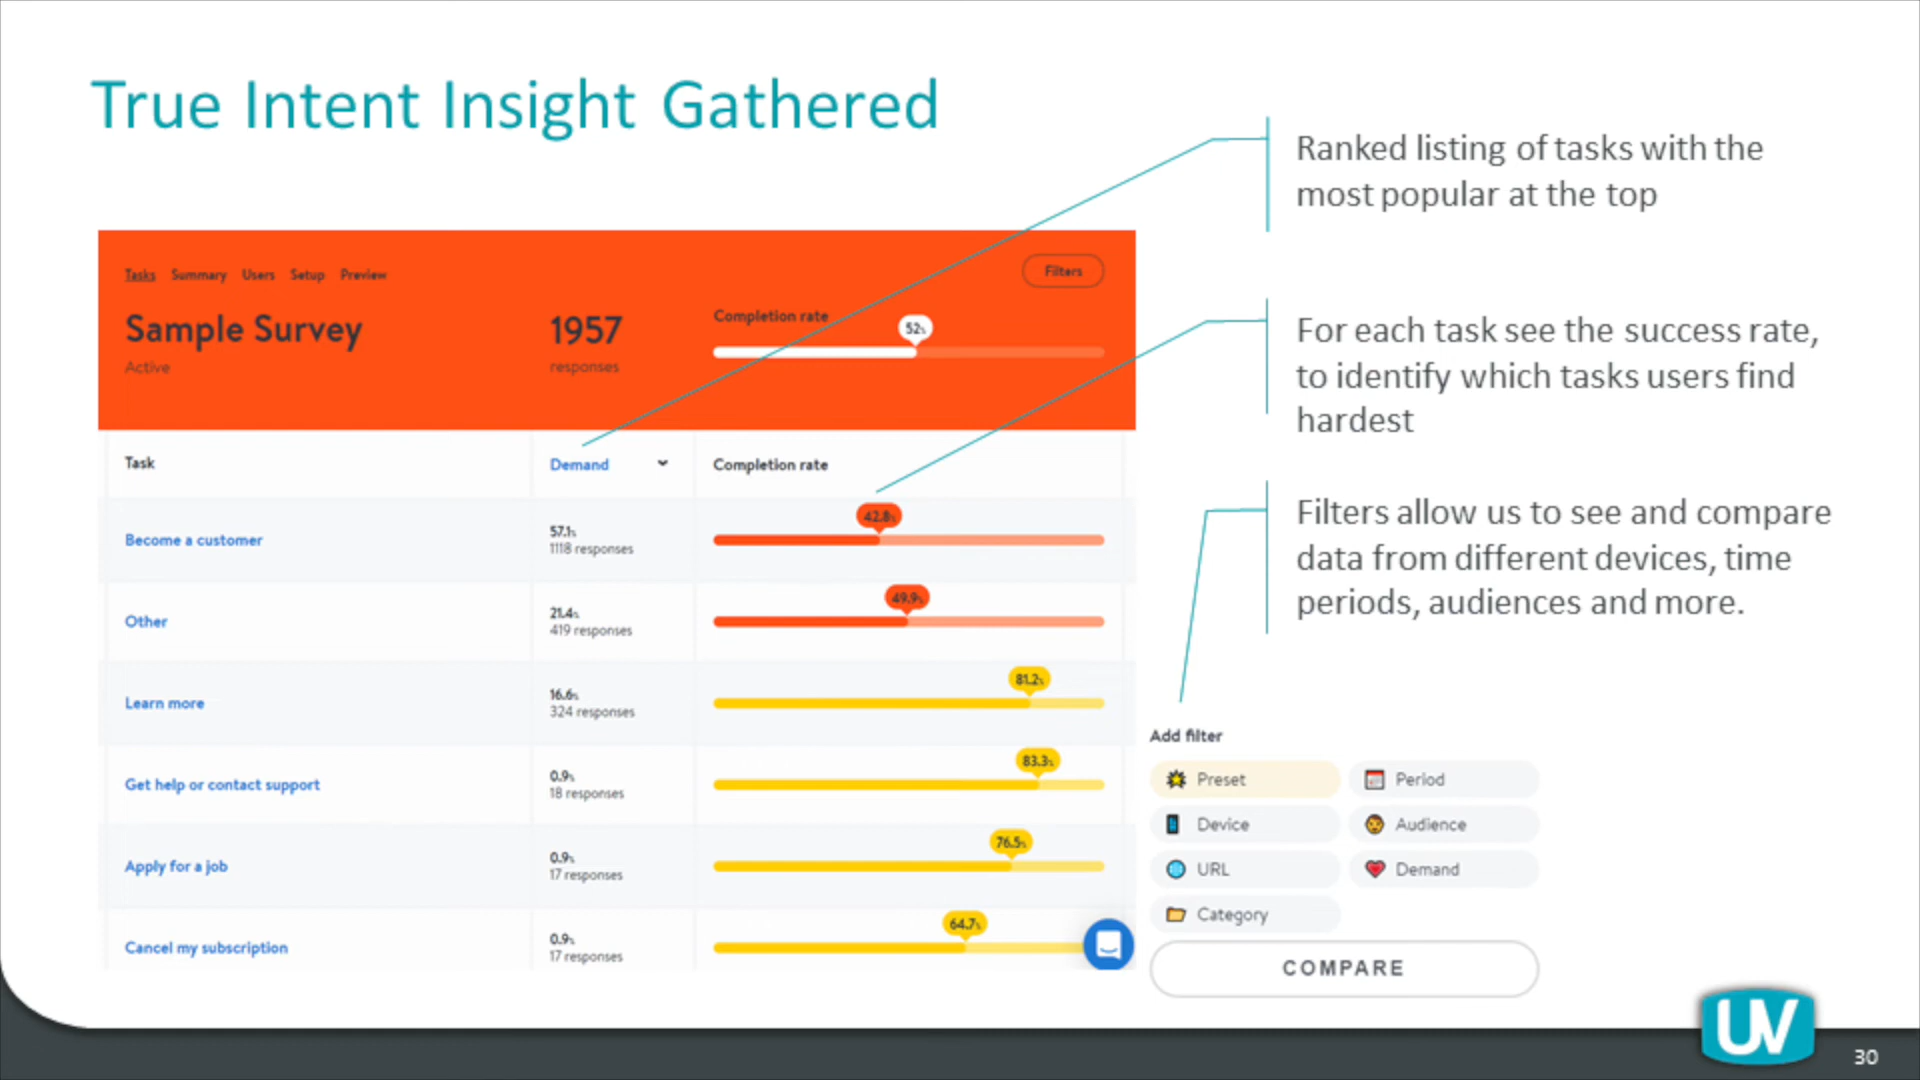 True Intent Insight Gathered
Ranked listing of tasks with the
most popular at the top
For each task see the success rate,
to identify which tasks users find
hardest
Filters allow us to see and compare
data from different devices, time
periods, audiences and more.
Tasks Summary Users Setup Preview
Filters
Sample Survey
Active
1957
responses
Completion rate
52%
Task
Demand
Completion rate
Become a customer
57.1%
1118 responses
42.8%
Other
21.4%
419 responses
49.9%
Learn more
16.6%
324 responses
81.2%
Get help or contact support
0.9%
18 responses
83.3%
Apply for a job
0.9%
17 responses
76.5%
Cancel my subscription
0.9%
17 responses
64.7%
Add filter
Preset
Period
Device
Audience
URL
Demand
Category
COMPARE
UV
30